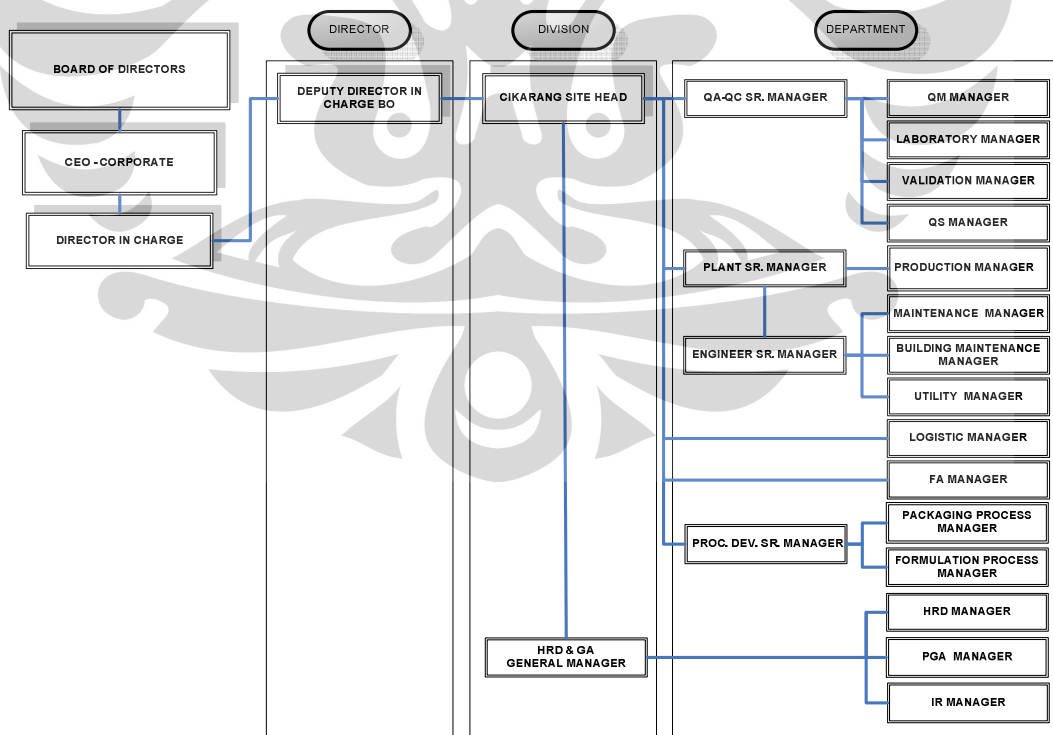 DIRECTOR
DIVISION
DEPARTMENT
BOARD OF DIRECTORS
CEO - CORPORATE
DIRECTOR IN CHARGE
DEPUTY DIRECTOR IN
CHARGE BO
CIKARANG SITE HEAD
HRD & GA
GENERAL MANAGER
QA-QC SR. MANAGER
PLANT SR. MANAGER
ENGINEER SR. MANAGER
PROC. DEV. SR. MANAGER
QM MANAGER
LABORATORY MANAGER
VALIDATION MANAGER
QS MANAGER
PRODUCTION MANAGER
MAINTENANCE MANAGER
BUILDING MAINTENANCE
MANAGER
UTILITY MANAGER
LOGISTIC MANAGER
FA MANAGER
PACKAGING PROCESS
MANAGER
FORMULATION PROCESS
MANAGER
HRD MANAGER
PGA MANAGER
IR MANAGER